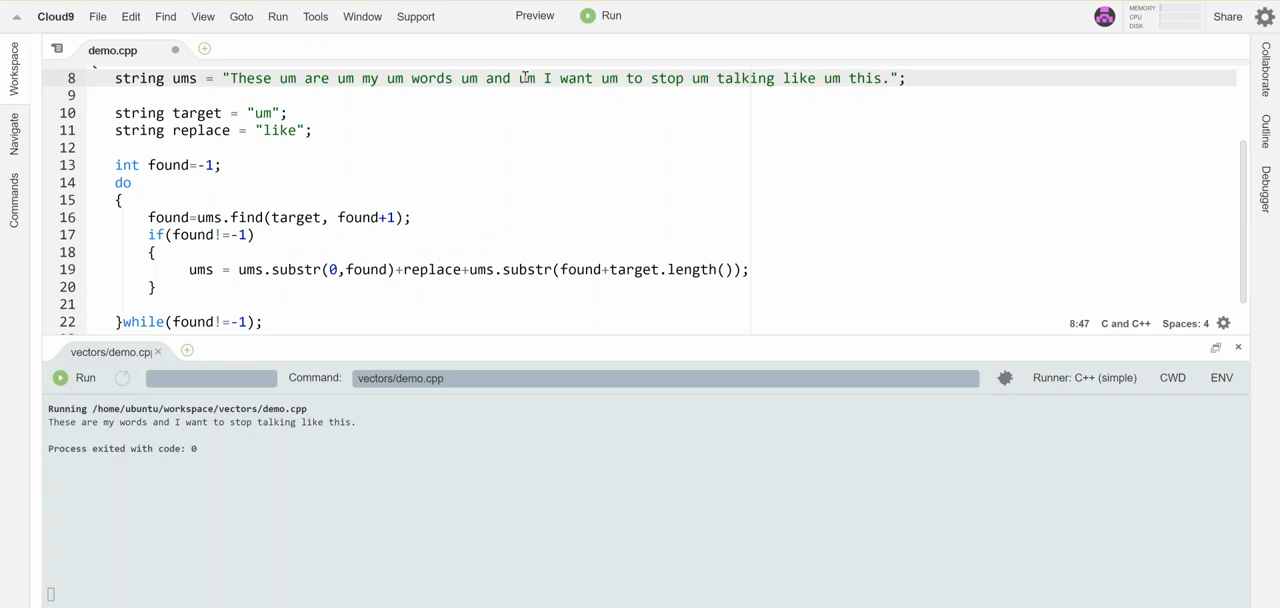 Cloud9 File Edit Find View Goto Run Tools Window Support Preview Run MEMORY CPU DISK Share
Workspace
Navigate
Commands
demo.cpp
{
8 string ums = "These um are um my um words um and um I want um to stop um talking like um this.";
9
10 string target = "um";
11 string replace = "like";
12
13 int found=-1;
14 do
15 {
16 found=ums.find(target, found+1);
17 if(found!=-1)
18 {
19 ums = ums.substr(0,found)+replace+ums.substr(found+target.length());
20 }
21
22 }while(found!=-1);
8:47 C and C++ Spaces: 4
Collaborate
Outline
Debugger
vectors/demo.cp
Run Command: vectors/demo.cpp Runner: C++ (simple) CWD ENV
Running /home/ubuntu/workspace/vectors/demo.cpp
These are my words and I want to stop talking like this.
Process exited with code: 0